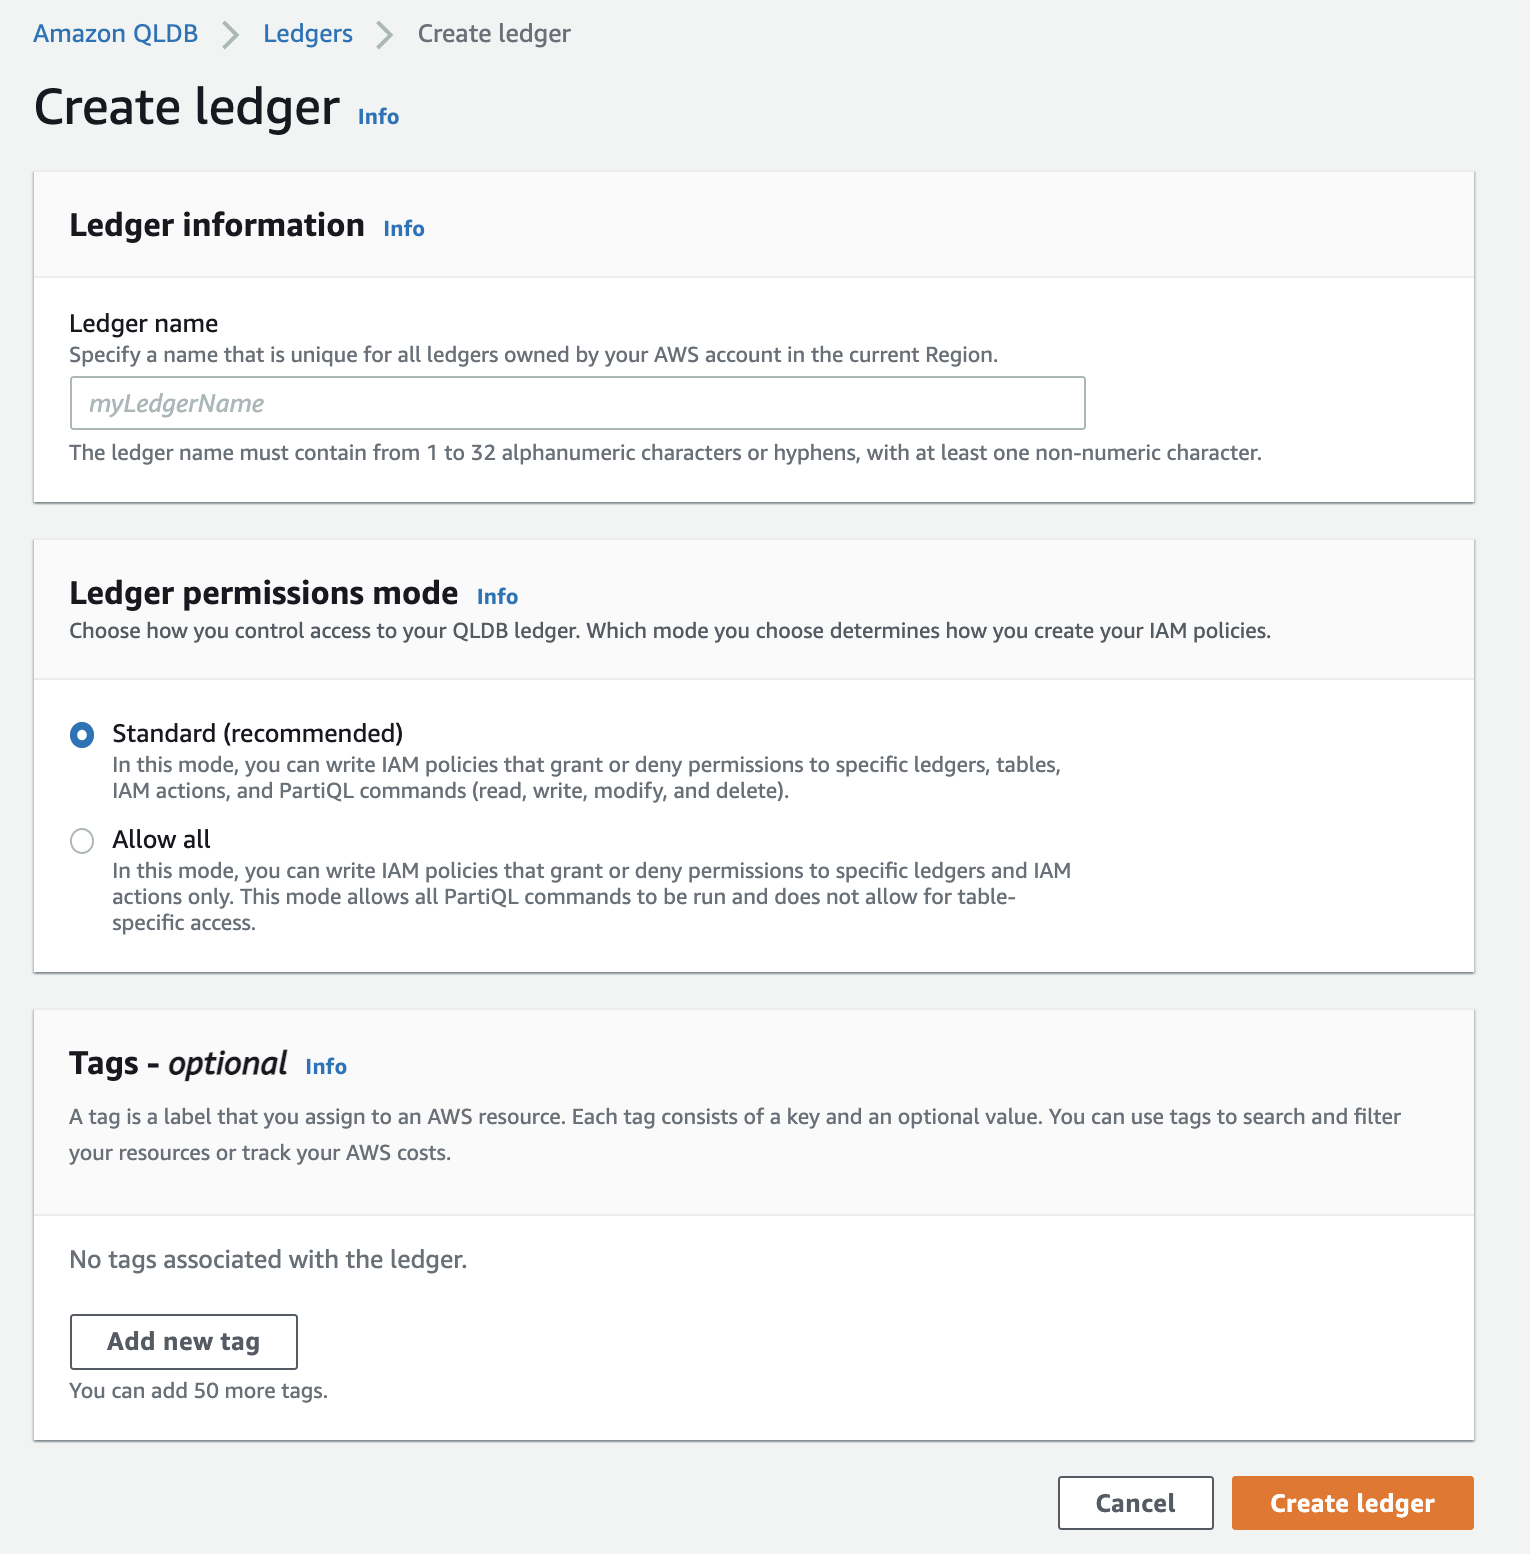 Amazon QLDB > Ledgers > Create ledger
Create ledger Info
Ledger information Info
Ledger name
Specify a name that is unique for all ledgers owned by your AWS account in the current Region.
myLedgerName
The ledger name must contain from 1 to 32 alphanumeric characters or hyphens, with at least one non-numeric character.
Ledger permissions mode Info
Choose how you control access to your QLDB ledger. Which mode you choose determines how you create your IAM policies.
Standard (recommended)
In this mode, you can write IAM policies that grant or deny permissions to specific ledgers, tables,
IAM actions, and PartiQL commands (read, write, modify, and delete).
Allow all
In this mode, you can write IAM policies that grant or deny permissions to specific ledgers and IAM
actions only. This mode allows all PartiQL commands to be run and does not allow for table-
specific access.
Tags - optional Info
A tag is a label that you assign to an AWS resource. Each tag consists of a key and an optional value. You can use tags to search and filter
your resources or track your AWS costs.
No tags associated with the ledger.
Add new tag
You can add 50 more tags.
Cancel Create ledger